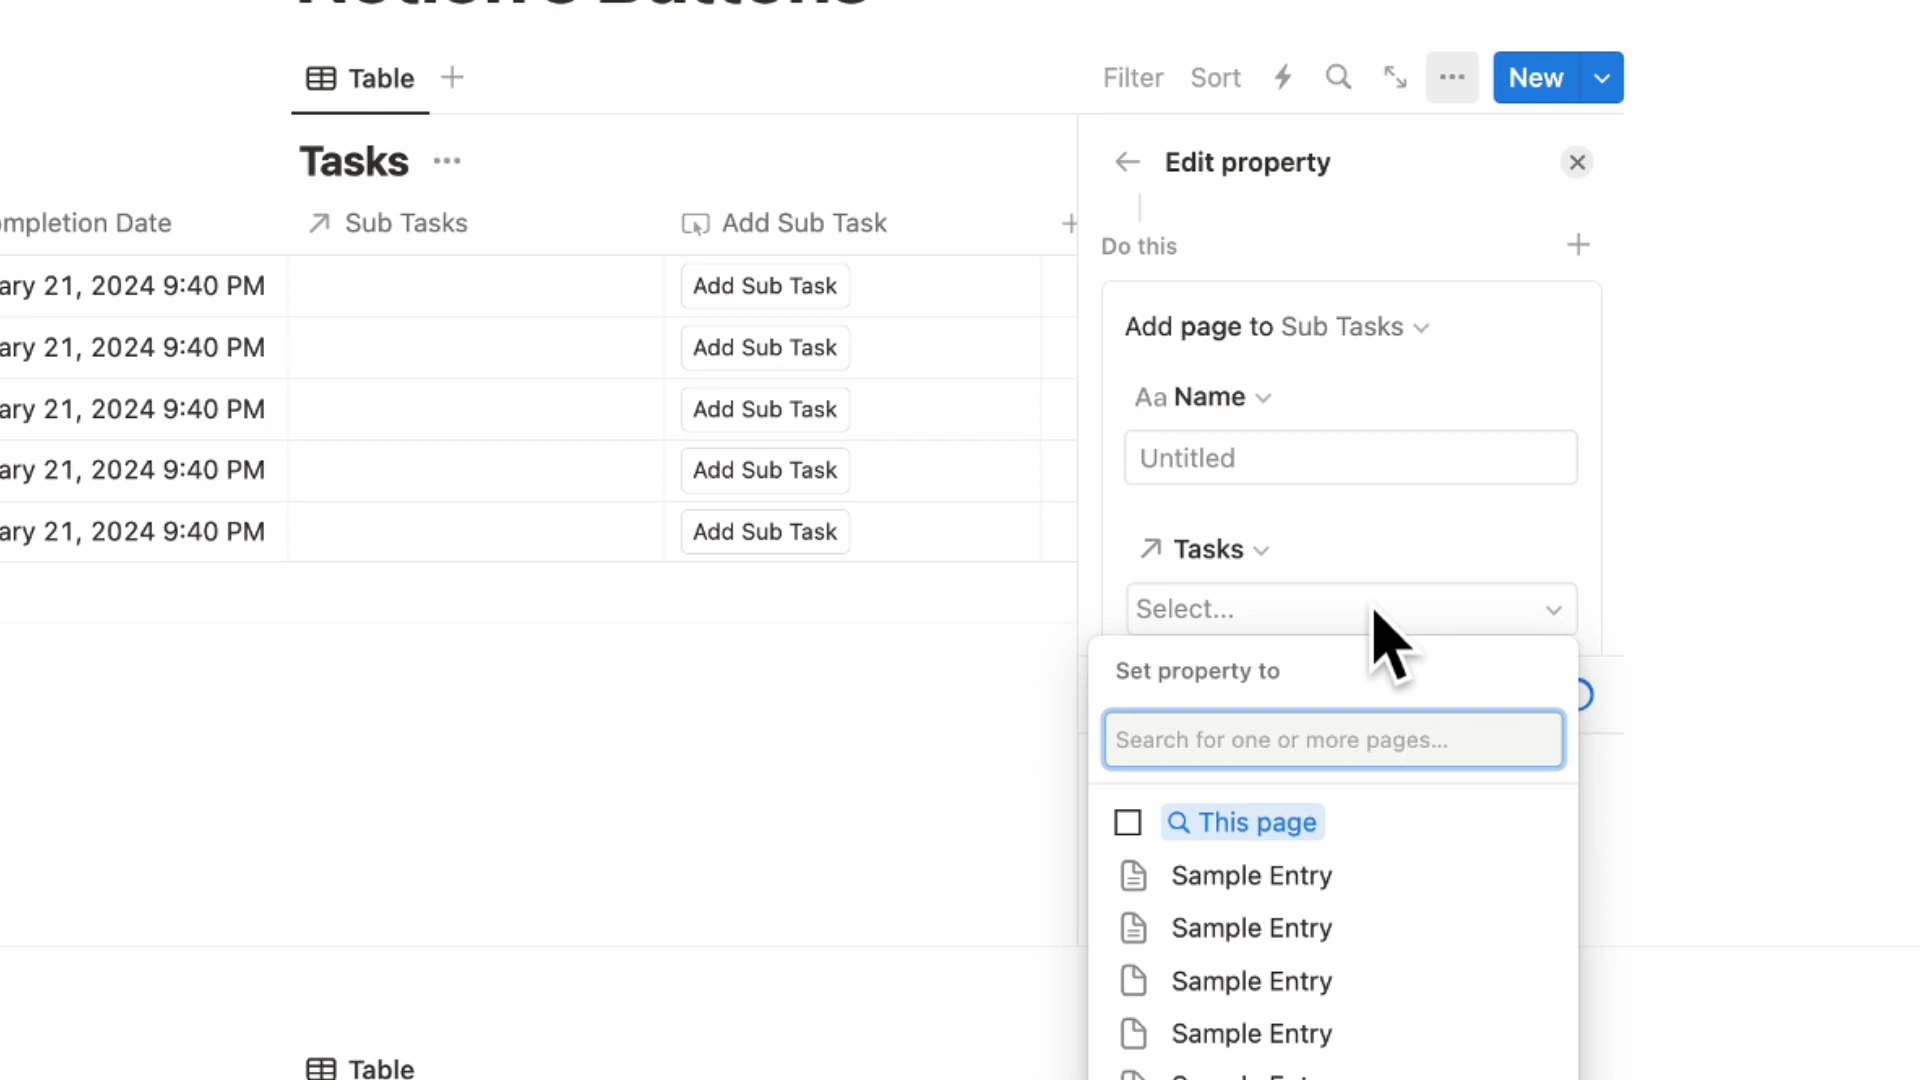 Notion's Buttons
Table
Filter Sort New
Tasks
Edit property
ompletion Date Sub Tasks Add Sub Task
Do this
ary 21, 2024 9:40 PM Add Sub Task
Add page to Sub Tasks
ary 21, 2024 9:40 PM Add Sub Task
Aa Name
ary 21, 2024 9:40 PM Add Sub Task
Untitled
ary 21, 2024 9:40 PM Add Sub Task
ary 21, 2024 9:40 PM Add Sub Task
Tasks
Select...
Set property to
Search for one or more pages...
This page
Sample Entry
Sample Entry
Sample Entry
Sample Entry
Table